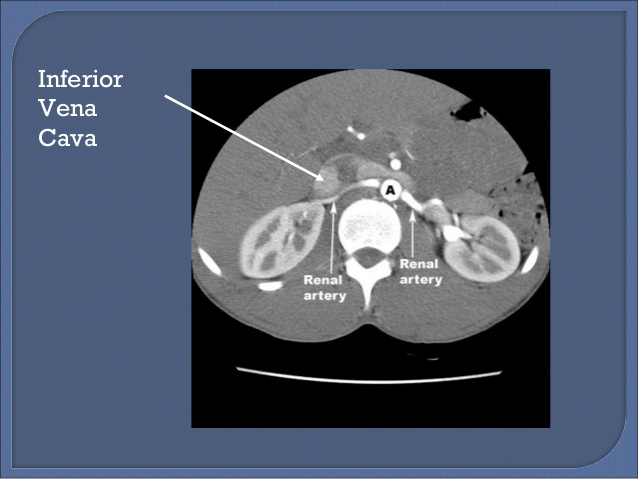 Inferior
Vena
Cava
A
Renal
artery
Renal
artery